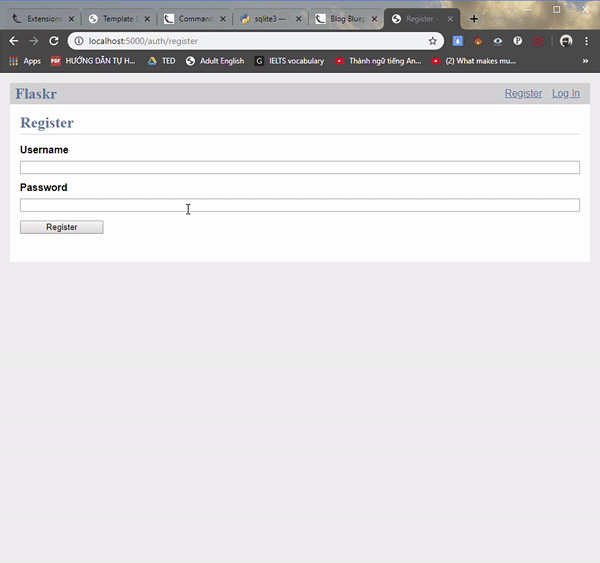 Extensions
Template
Command
sqlite3 —
Blog Bluep
Register -
localhost:5000/auth/register
Apps
HƯỚNG DẪN TỰ H...
TED
Adult English
IELTS vocabulary
Thành ngữ tiếng An...
(2) What makes mu...
»
Flaskr
Register
Log In
Register
Username
Password
Register